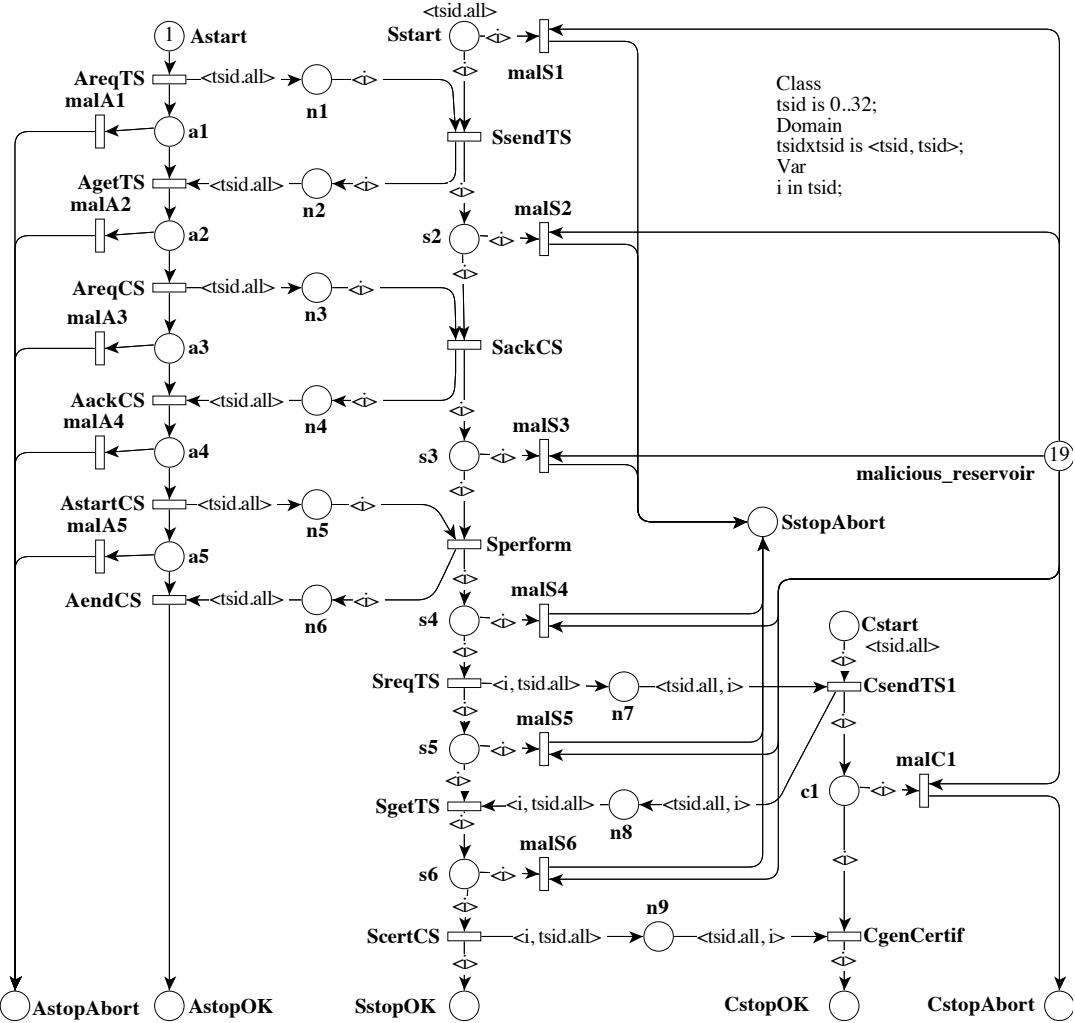 <tsid.all>
1 Astart
Sstart <i>
malS1
AreqTS <tsid.all> <i> <i>
malA1
n1
a1
SsendTS
Class
tsid is 0..32;
Domain
tsidxtsid is <tsid, tsid>;
Var
i in tsid;
AgetTS <tsid.all> <i> <i>
n2
malA2
a2
s2 <i> malS2
<i>
AreqCS <tsid.all> <i>
n3
malA3
a3
SackCS
AackCS <tsid.all> <i> <i>
n4
malA4
a4
s3 <i> malS3
19
malicious_reservoir
<i>
AstartCS <tsid.all> <i>
n5
malA5
a5
SstopAbort
Sperform
<i>
AendCS <tsid.all> <i>
n6
s4 <i> malS4
<i>
Cstart
<tsid.all>
<i>
SreqTS <i, tsid.all> <tsid.all, i> CsendTS1
n7
<i>
<i>
s5 <i> malS5
<i>
c1 <i> malC1
SgetTS <i, tsid.all> <tsid.all, i>
n8
<i>
s6 <i> malS6
<i>
<i>
n9
ScertCS <i, tsid.all> <tsid.all, i> CgenCertif
<i>
<i>
AstopAbort AstopOK SstopOK CstopOK CstopAbort